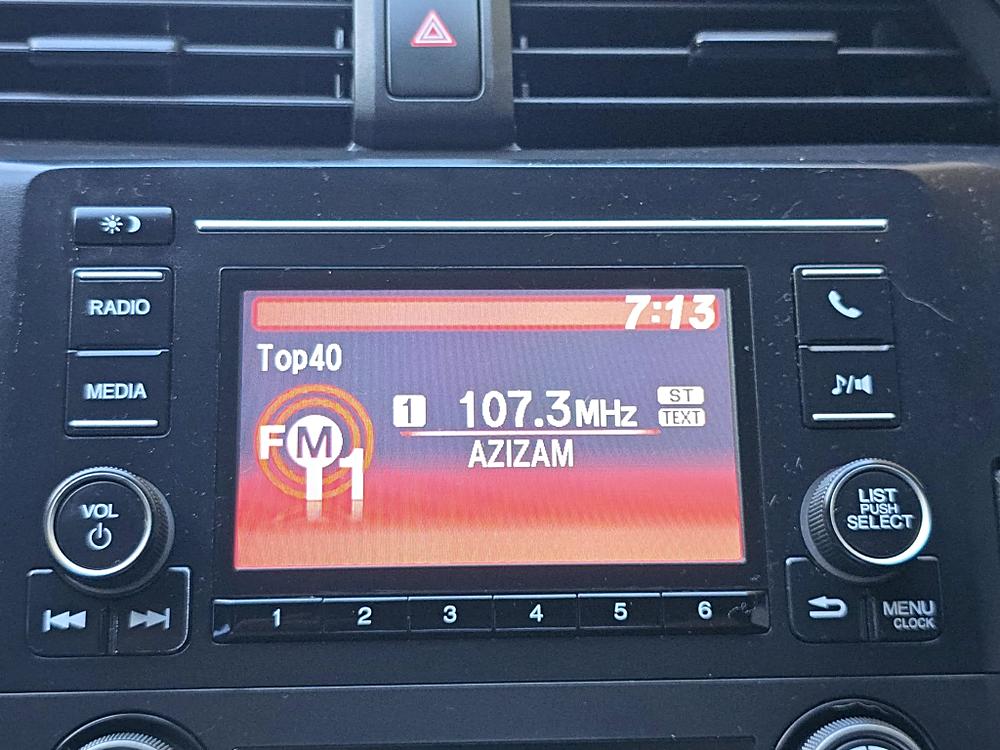 7:13
Top40
RADIO
MEDIA
FM1
1 107.3MHz ST
TEXT
AZIZAM
VOL
LIST
PUSH
SELECT
1 2 3 4 5 6
MENU
CLOCK